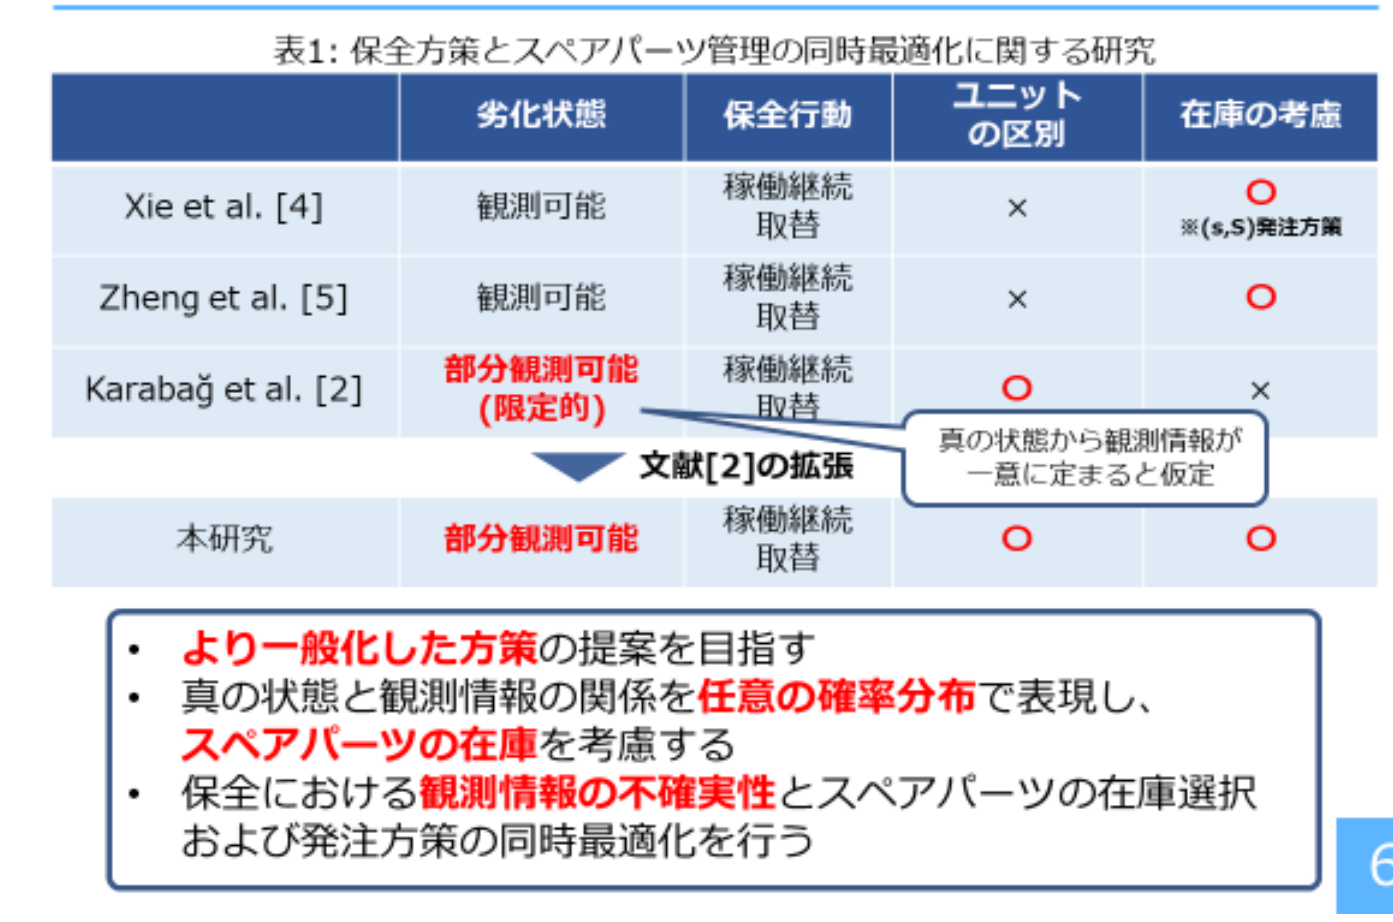 表1: 保全方策とスペアパーツ管理の同時最適化に関する研究
劣化状態 保全行動 ユニットの区別 在庫の考慮
Xie et al. [4] 観測可能 稼働継続 取替 × 〇 ※(s,S)発注方策
Zheng et al. [5] 観測可能 稼働継続 取替 × 〇
Karabağ et al. [2] 部分観測可能 (限定的) 稼働継続 取替 〇 ×
真の状態から観測情報が
一意に定まると仮定
文献[2]の拡張
本研究 部分観測可能 稼働継続 取替 〇 〇
• より一般化した方策の提案を目指す
• 真の状態と観測情報の関係を任意の確率分布で表現し、
スペアパーツの在庫を考慮する
• 保全における観測情報の不確実性とスペアパーツの在庫選択
および発注方策の同時最適化を行う
6